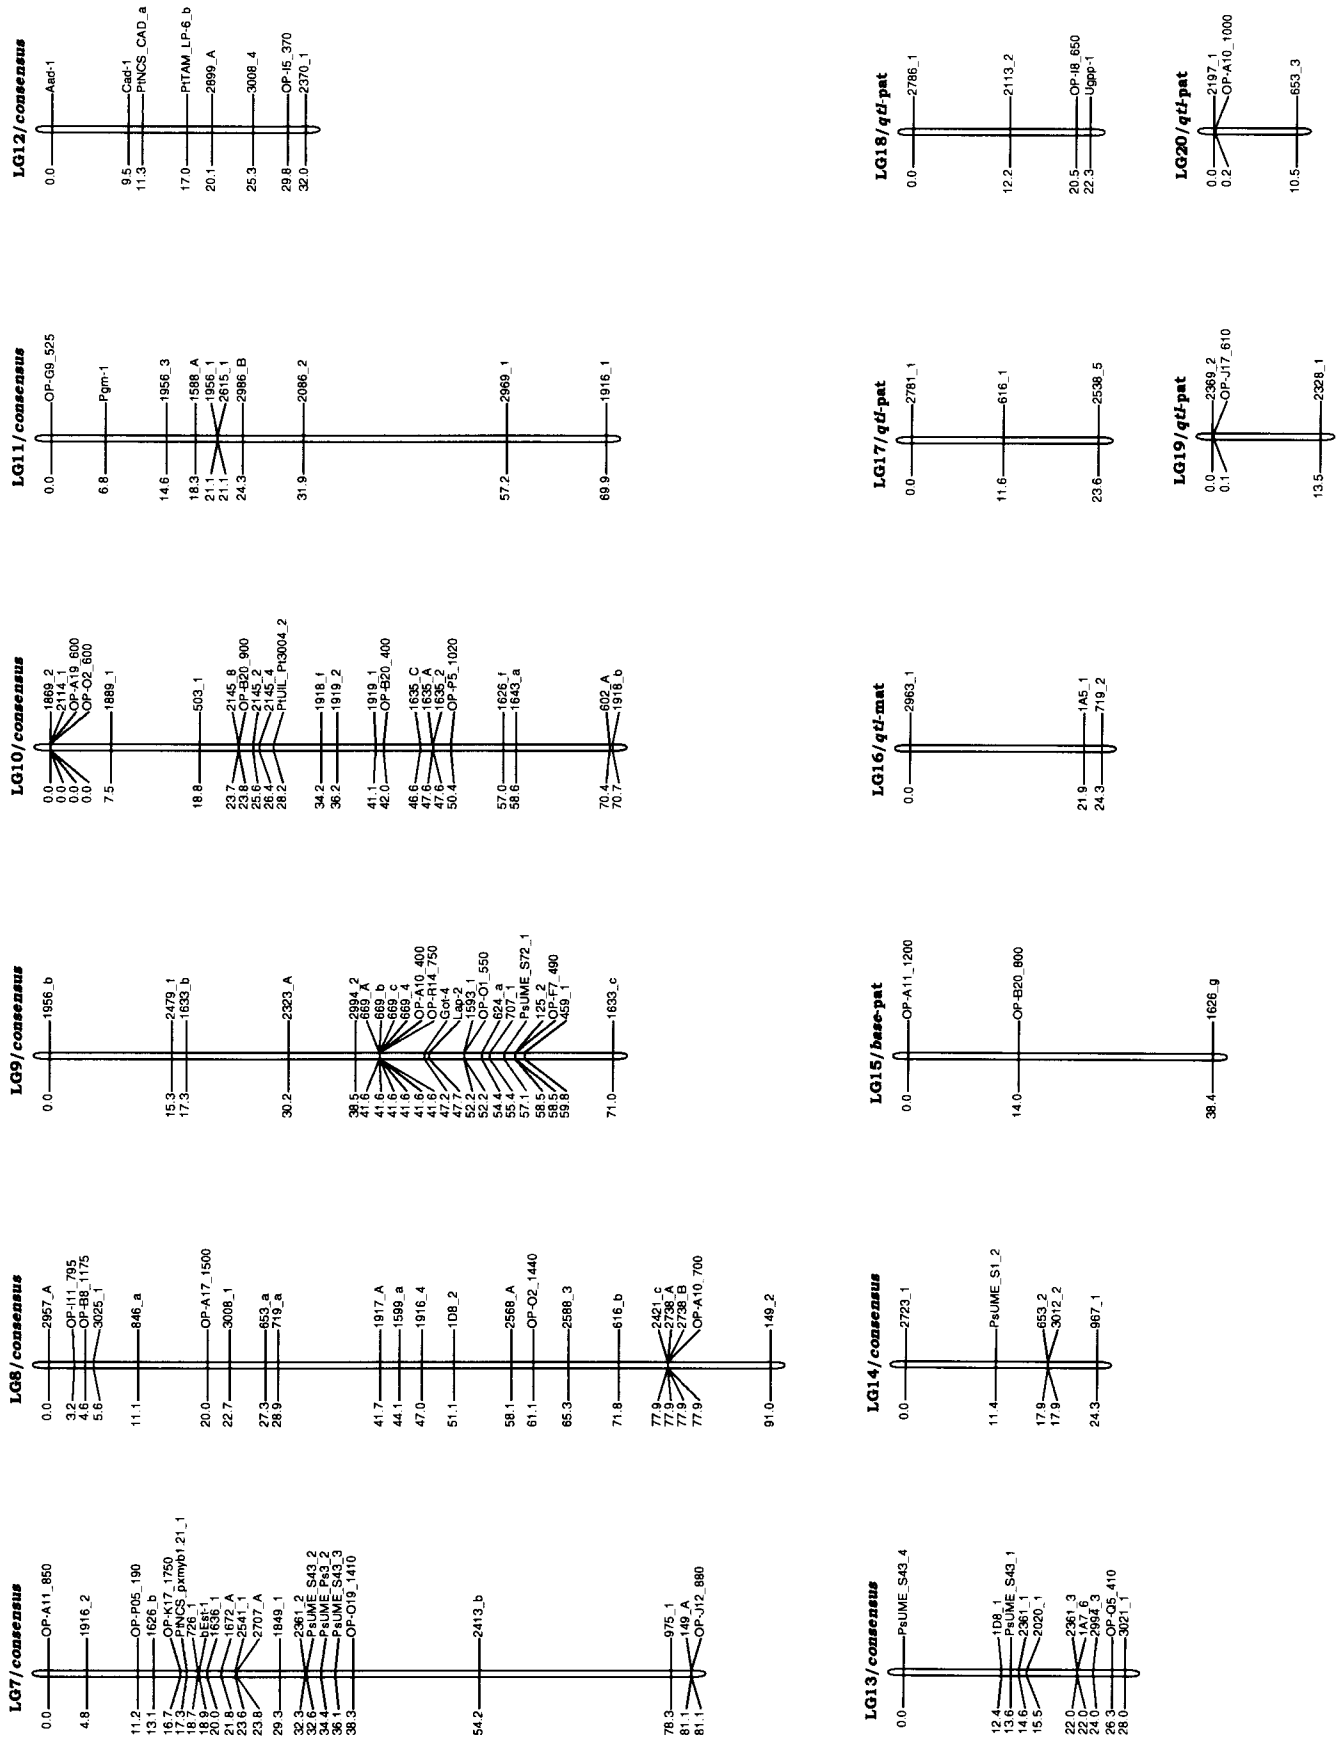 LG7/consensus
0.0 OP-A11_850
4.8 1916_2
11.2 OP-P05_190
13.1 1626_b
16.7 OP-K17_1750
17.3 PtNCS_pxmyb1.21_1
18.7 726_1
18.9 bEst-1
20.0 1636_1
21.8 1672_A
23.6 2541_1
23.8 2707_A
29.3 1849_1
32.3 2361_2
32.6 PsUME_S43_2
34.4 PsUME_Ps3_2
36.1 PsUME_S43_3
38.3 OP-O19_1410
54.2 2413_b
78.3 975_1
81.1 149_A
81.1 OP-J12_880
LG8/consensus
0.0 2957_A
3.2 OP-I11_795
4.6 OP-B8_1175
5.6 3025_1
11.1 846_a
20.0 OP-A17_1500
22.7 3008_1
27.3 653_a
28.9 719_a
41.7 1917_A
44.1 1599_a
47.0 1916_4
51.1 1D8_2
58.1 2568_A
61.1 OP-O2_1440
65.3 2588_3
71.8 616_b
77.9 2421_c
77.9 2738_A
77.9 2738_B
77.9 OP-A10_700
91.0 149_2
LG9/consensus
0.0 1956_b
15.3 2479_1
17.3 1633_b
30.2 2323_A
38.5 2994_2
41.6 669_A
41.6 669_b
41.6 669_c
41.6 669_4
41.6 OP-A10_400
41.6 OP-R14_750
47.2 Got-4
47.7 Lap-2
52.2 1593_1
52.2 OP-O1_550
54.4 624_a
55.4 707_1
57.1 PsUME_S72_1
58.5 125_2
58.5 OP-F7_490
59.8 459_1
71.0 1633_c
LG10/consensus
0.0 1869_2
0.0 2114_1
0.0 OP-A19_600
0.0 OP-O2_600
7.5 1889_1
18.8 503_1
23.7 2145_8
23.8 OP-B20_900
25.6 2145_2
26.4 2145_4
28.2 PtUIL_Pt3004_2
34.2 1918_f
36.2 1919_2
41.1 1919_1
42.0 OP-B20_400
46.6 1635_C
47.6 1635_A
47.6 1635_2
50.4 OP-P5_1020
57.0 1626_f
58.6 1643_a
70.4 602_A
70.7 1918_b
LG11/consensus
0.0 OP-G9_525
6.8 Pgm-1
14.6 1956_3
18.3 1588_A
21.1 1956_1
21.1 2615_1
24.3 2986_B
31.9 2086_2
57.2 2969_1
69.9 1916_1
LG12/consensus
0.0 Aad-1
9.5 Cad-1
11.3 PtNCS_CAD_a
17.0 PtTAM_LP-6_b
20.1 2899_A
25.3 3008_4
29.8 OP-I5_370
32.0 2370_1
LG13/consensus
0.0 PsUME_S43_4
12.4 1D8_1
13.6 PsUME_S43_1
14.6 2361_1
15.5 2020_1
22.0 2361_3
22.0 1A7_6
24.0 2994_3
26.3 OP-Q5_410
28.0 3021_1
LG14/consensus
0.0 2723_1
11.4 PsUME_S1_2
17.9 653_2
17.9 3012_2
24.3 967_1
LG15/base-pat
0.0 OP-A11_1200
14.0 OP-B20_800
38.4 1626_g
LG16/qtl-mat
0.0 2963_1
21.9 1A5_1
24.3 719_2
LG17/qtl-pat
0.0 2781_1
11.6 616_1
23.6 2538_5
LG18/qtl-pat
0.0 2786_1
12.2 2113_2
20.5 OP-I8_650
22.3 Ugpp-1
LG19/qtl-pat
0.0 2369_2
0.1 OP-J17_610
13.5 2328_1
LG20/qtl-pat
0.0 2197_1
0.2 OP-A10_1000
10.5 653_3